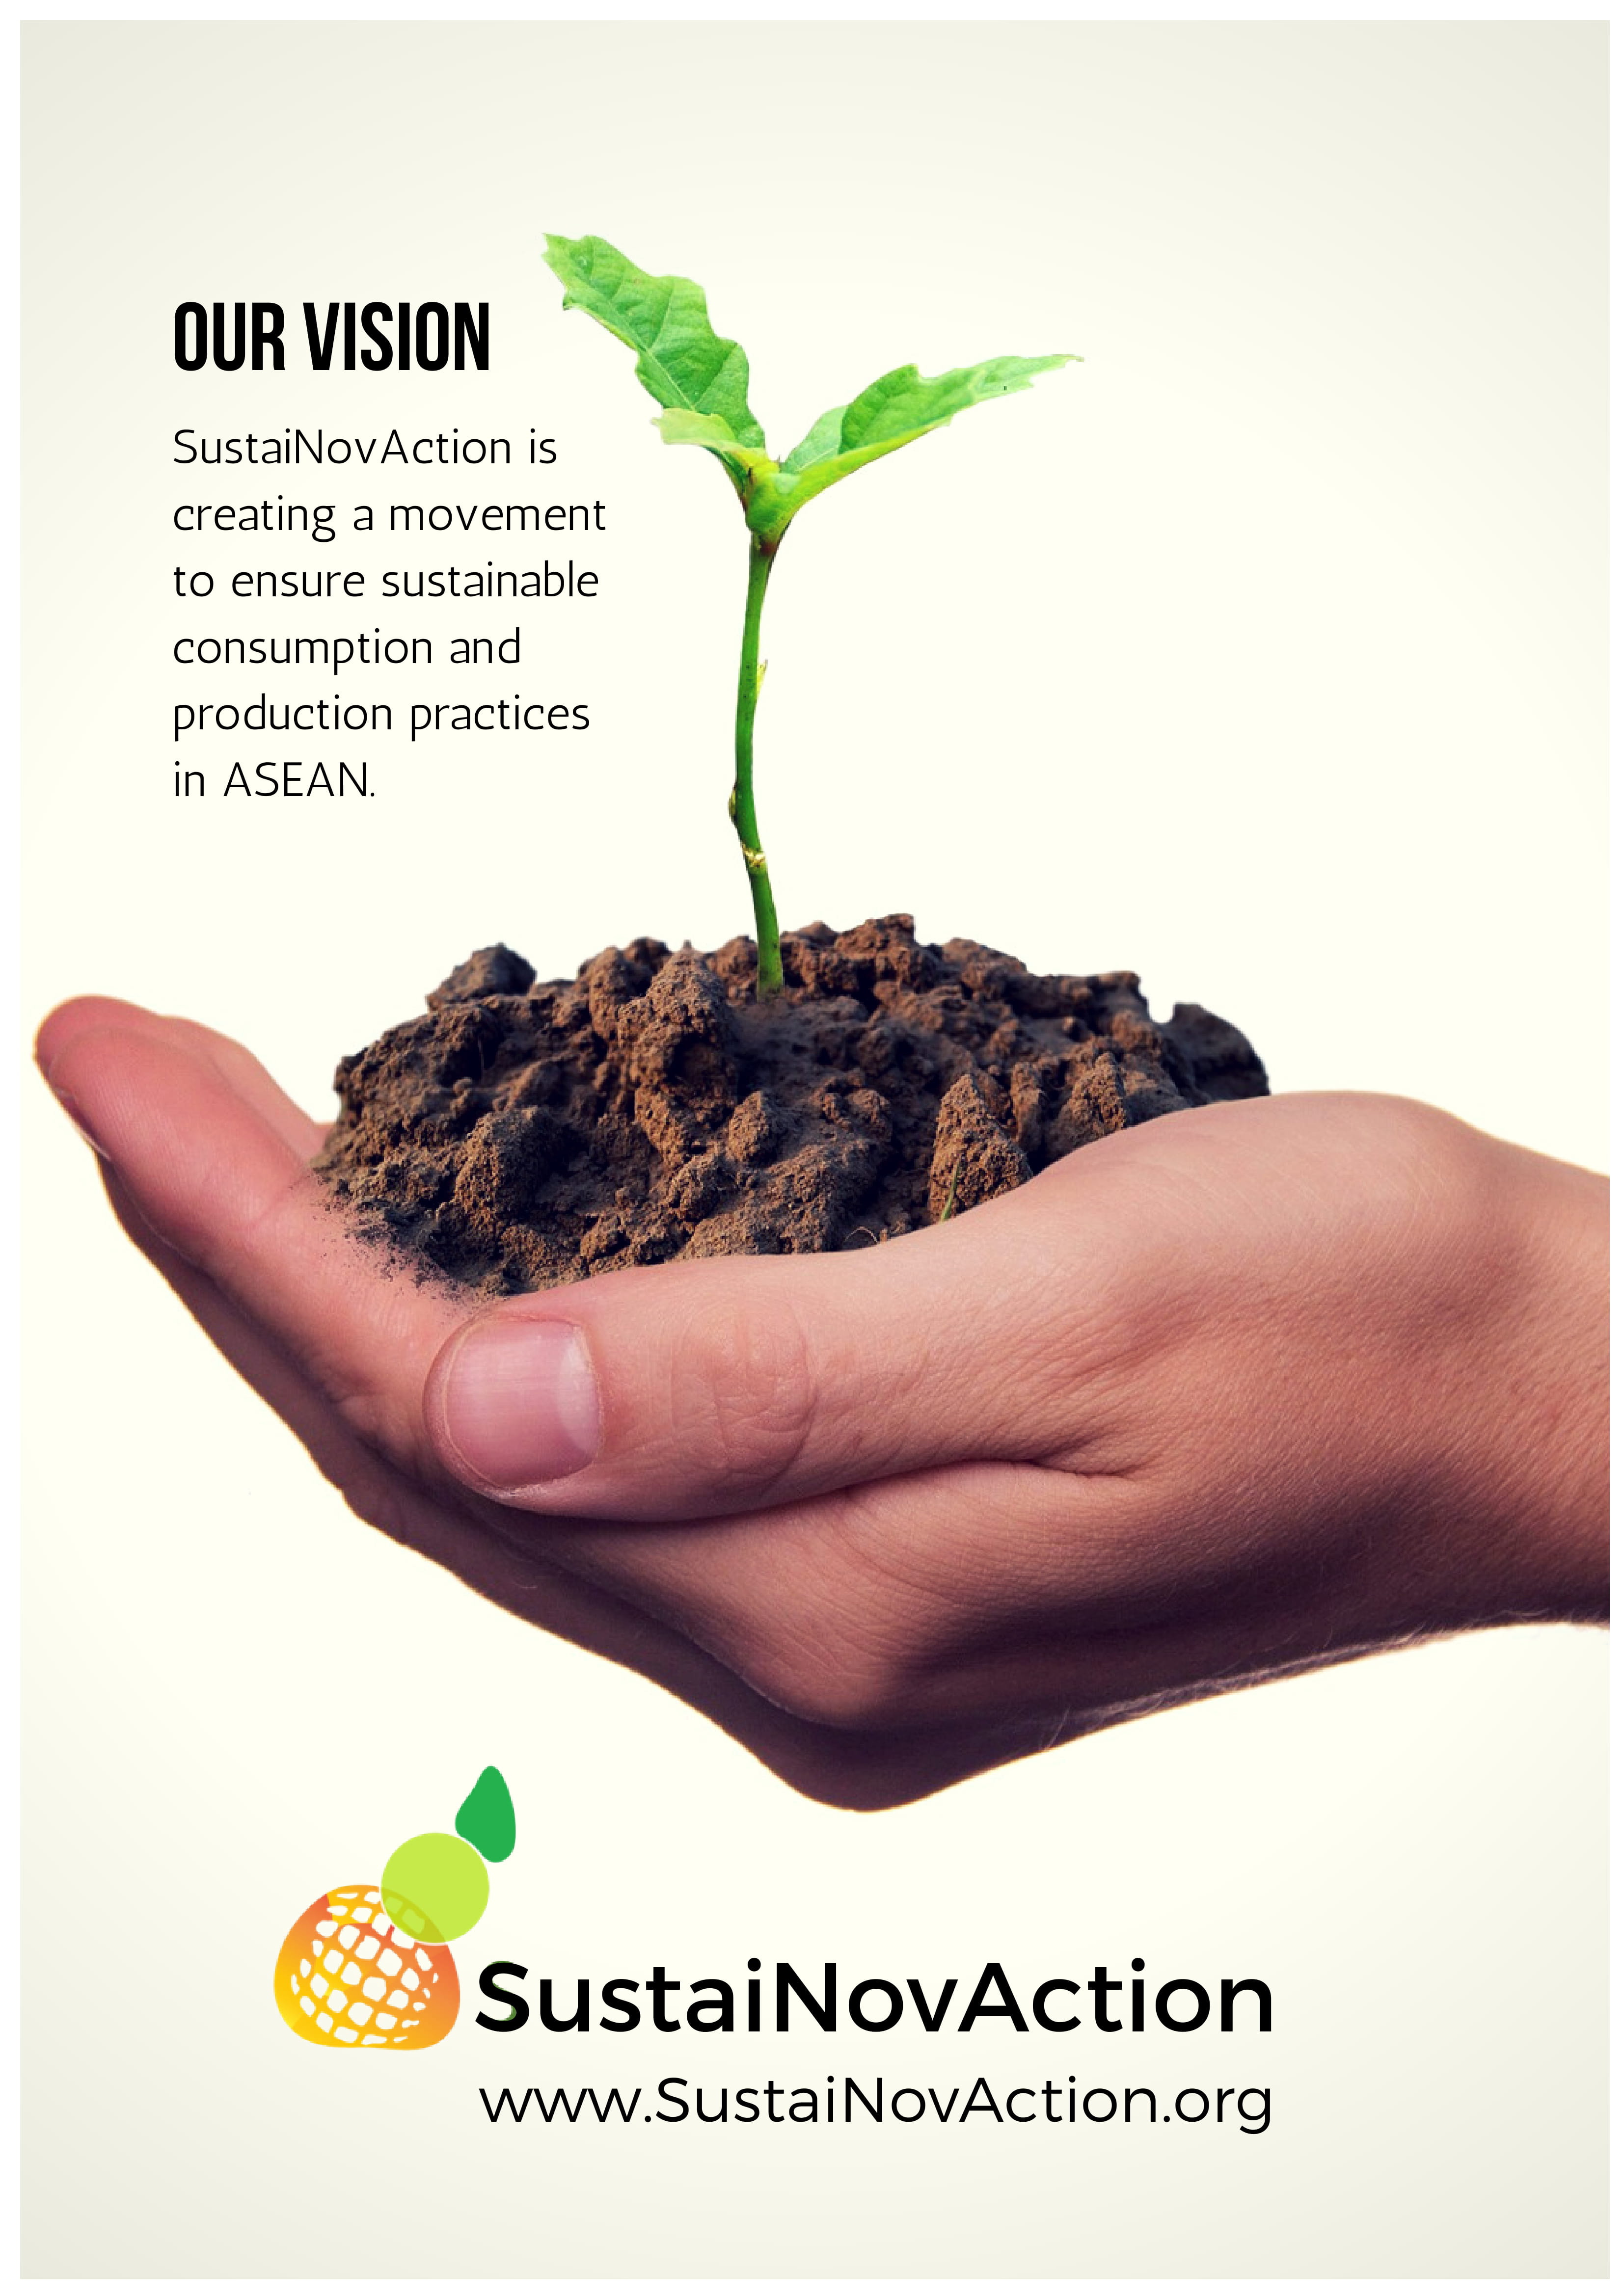 OUR VISION
SustaiNovAction is
creating a movement
to ensure sustainable
consumption and
production practices
in ASEAN.
SustaiNovAction
www.SustaiNovAction.org